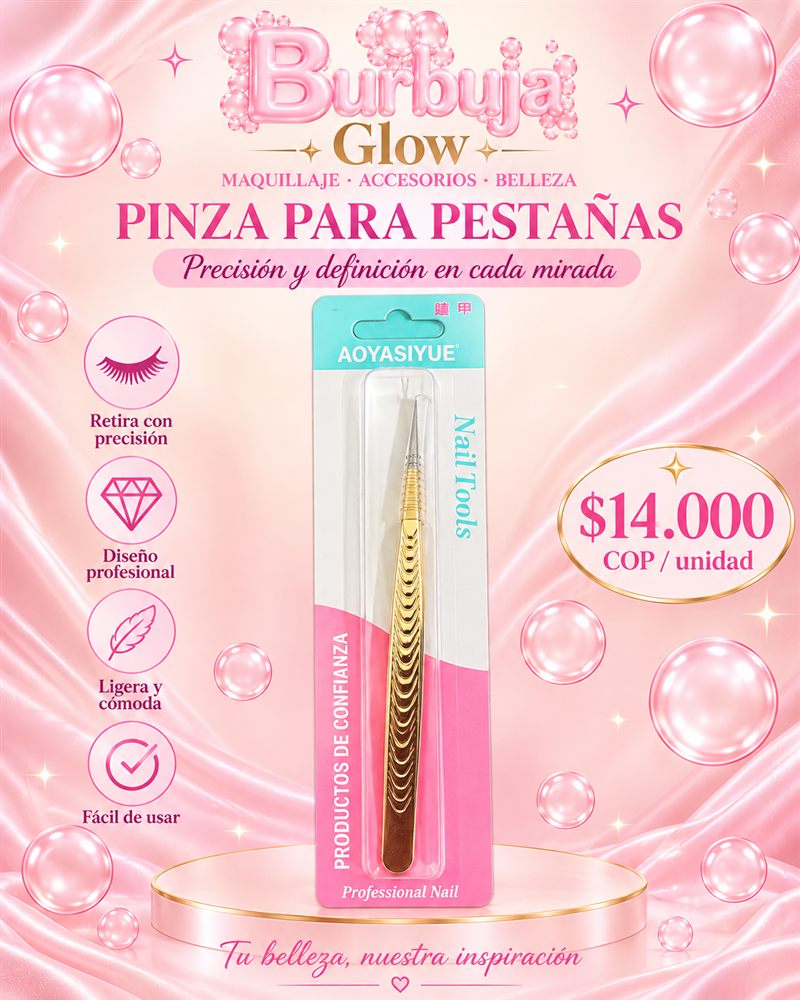 Burbuja
Glow
MAQUILLAJE · ACCESORIOS · BELLEZA
PINZA PARA PESTAÑAS
Precisión y definición en cada mirada
AOYASIYUE
Nail Tools
PRODUCTOS DE CONFIANZA
Professional Nail
Retira con
precisión
Diseño
profesional
Ligera y
cómoda
Fácil de usar
$14.000
COP / unidad
Tu belleza, nuestra inspiración